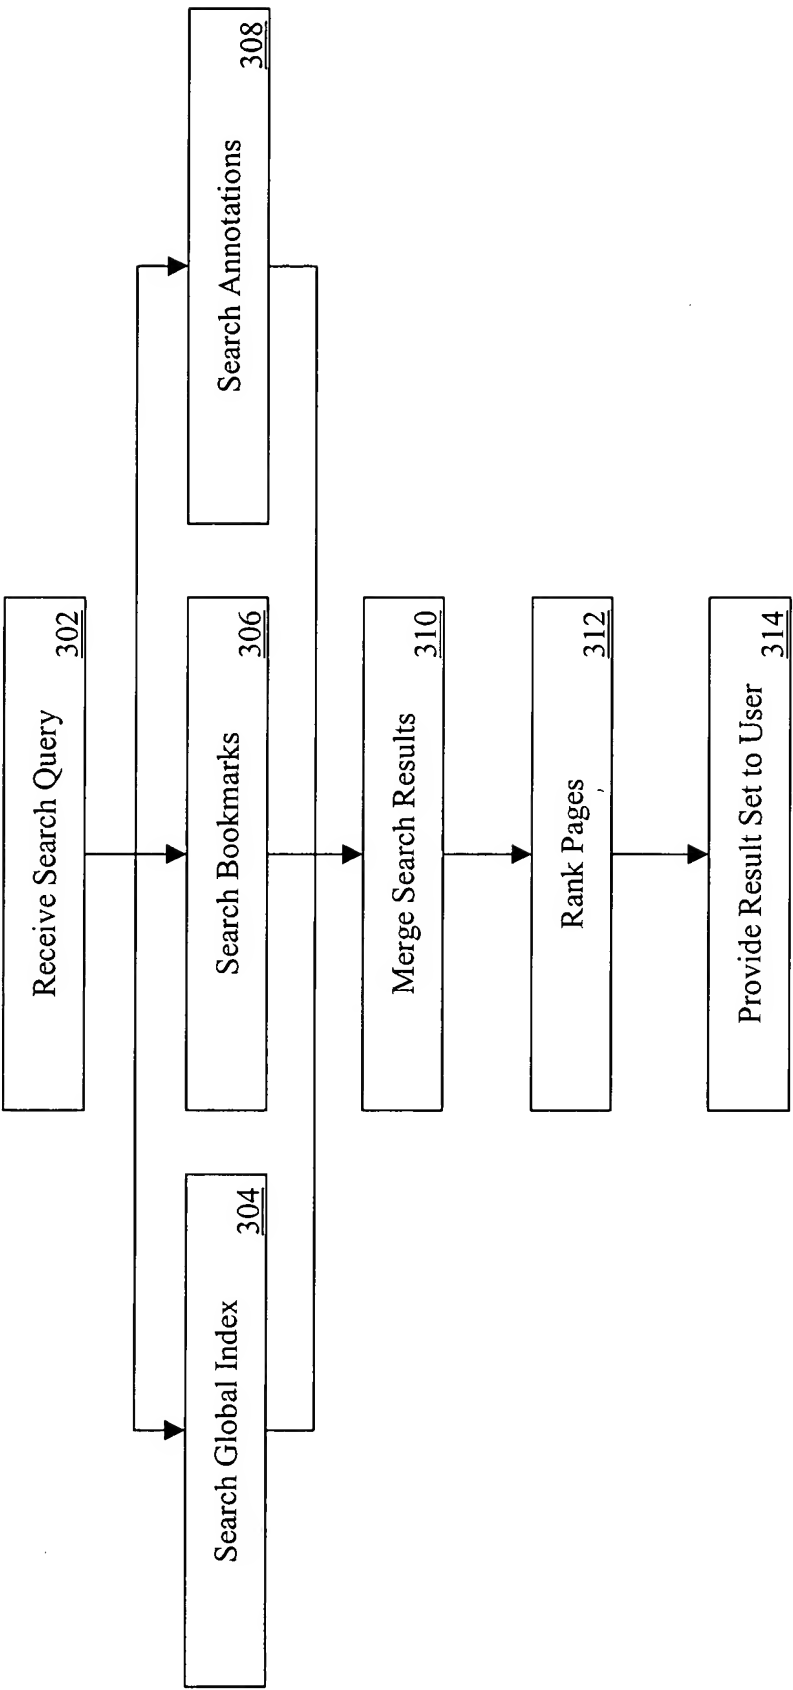 Receive Search Query
302
Search Global Index
304
Search Bookmarks
306
Search Annotations
308
Merge Search Results
310
Rank Pages
312
Provide Result Set to User
314